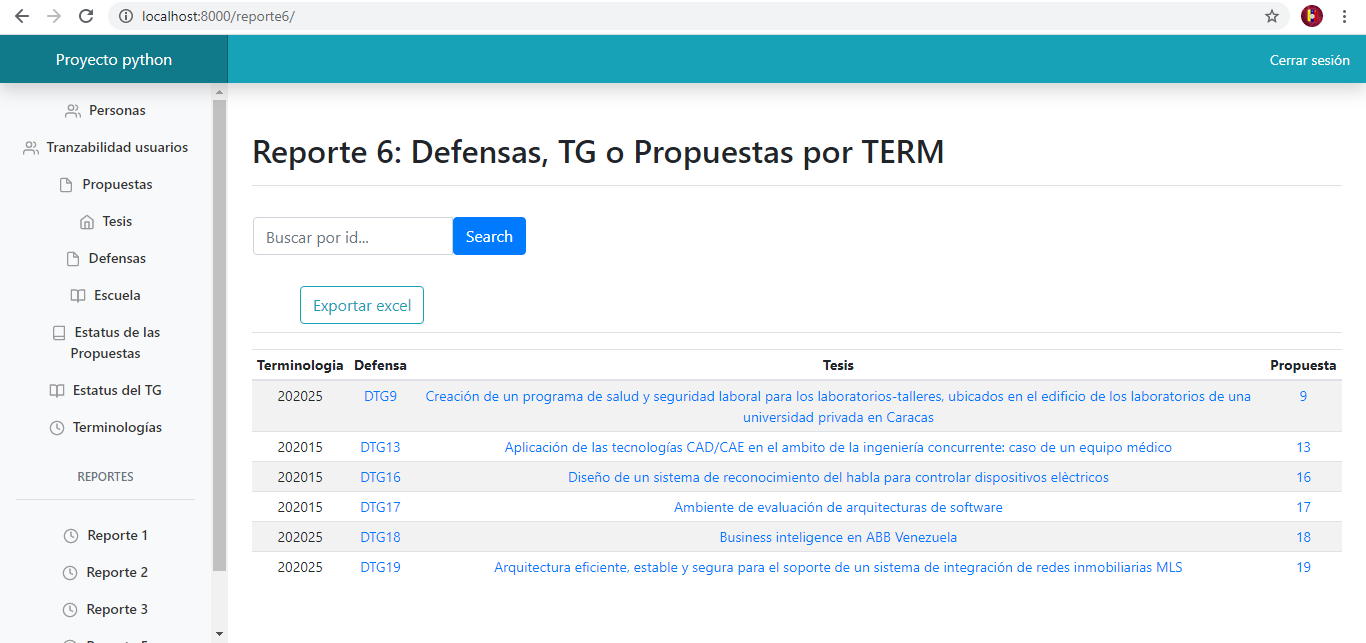 localhost:8000/reporte6/
Proyecto python
Cerrar sesión
Personas
Tranzabilidad usuarios
Propuestas
Tesis
Defensas
Escuela
Estatus de las
Propuestas
Estatus del TG
Terminologías
REPORTES
Reporte 1
Reporte 2
Reporte 3
Reporte 6: Defensas, TG o Propuestas por TERM
Buscar por id... Search
Exportar excel
Terminologia Defensa Tesis Propuesta
202025 DTG9 Creación de un programa de salud y seguridad laboral para los laboratorios-talleres, ubicados en el edificio de los laboratorios de una 9
universidad privada en Caracas
202015 DTG13 Aplicación de las tecnologías CAD/CAE en el ambito de la ingeniería concurrente: caso de un equipo médico 13
202015 DTG16 Diseño de un sistema de reconocimiento del habla para controlar dispositivos elèctricos 16
202015 DTG17 Ambiente de evaluación de arquitecturas de software 17
202025 DTG18 Business inteligence en ABB Venezuela 18
202025 DTG19 Arquitectura eficiente, estable y segura para el soporte de un sistema de integración de redes inmobiliarias MLS 19